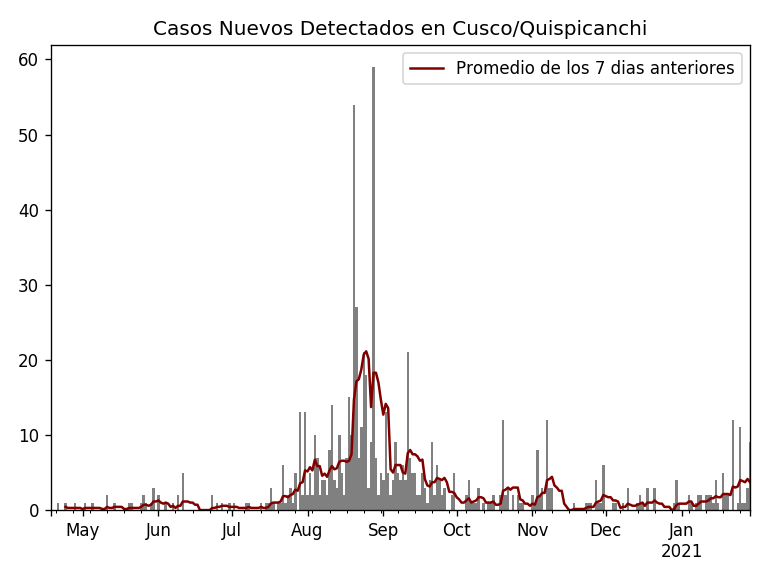 Casos Nuevos Detectados en Cusco/Quispicanchi
Promedio de los 7 dias anteriores
60
50
40
30
20
10
0
May Jun Jul Aug Sep Oct Nov Dec Jan
2021